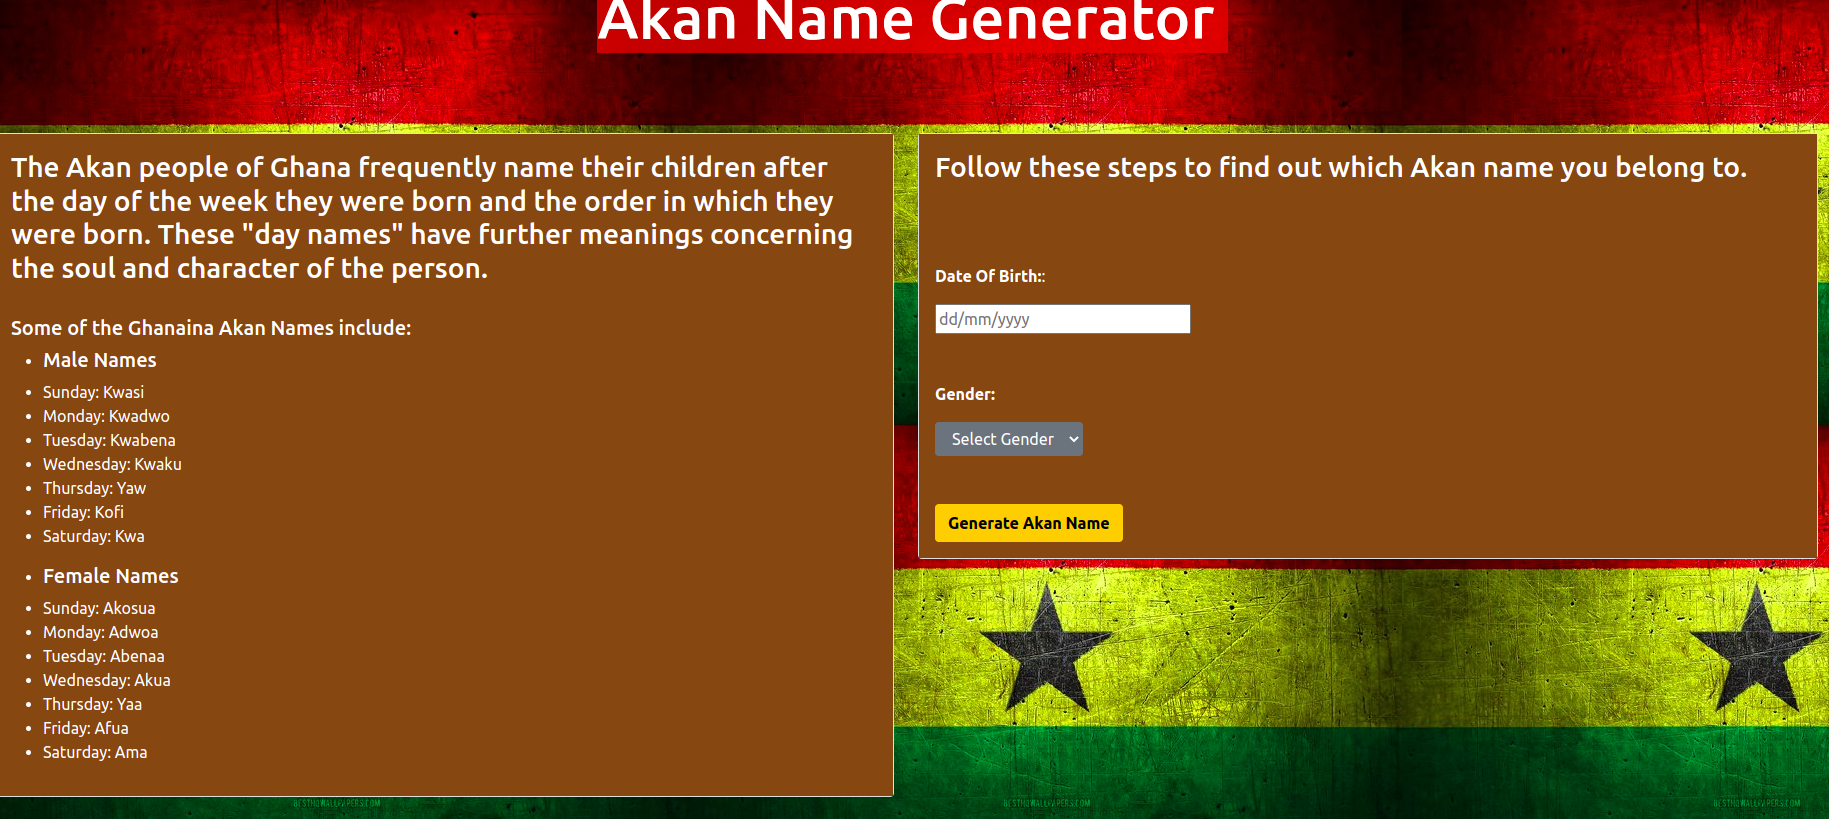 Akan Name Generator
The Akan people of Ghana frequently name their children after
the day of the week they were born and the order in which they
were born. These "day names" have further meanings concerning
the soul and character of the person.
Some of the Ghanaina Akan Names include:
• Male Names
• Sunday: Kwasi
• Monday: Kwadwo
• Tuesday: Kwabena
• Wednesday: Kwaku
• Thursday: Yaw
• Friday: Kofi
• Saturday: Kwa
• Female Names
• Sunday: Akosua
• Monday: Adwoa
• Tuesday: Abenaa
• Wednesday: Akua
• Thursday: Yaa
• Friday: Afua
• Saturday: Ama
Follow these steps to find out which Akan name you belong to.
Date Of Birth::
dd/mm/yyyy
Gender:
Select Gender
Generate Akan Name
BESTHDWALLPAPERS.COM
BESTHDWALLPAPERS.COM
BESTHDWALLPAPERS.COM